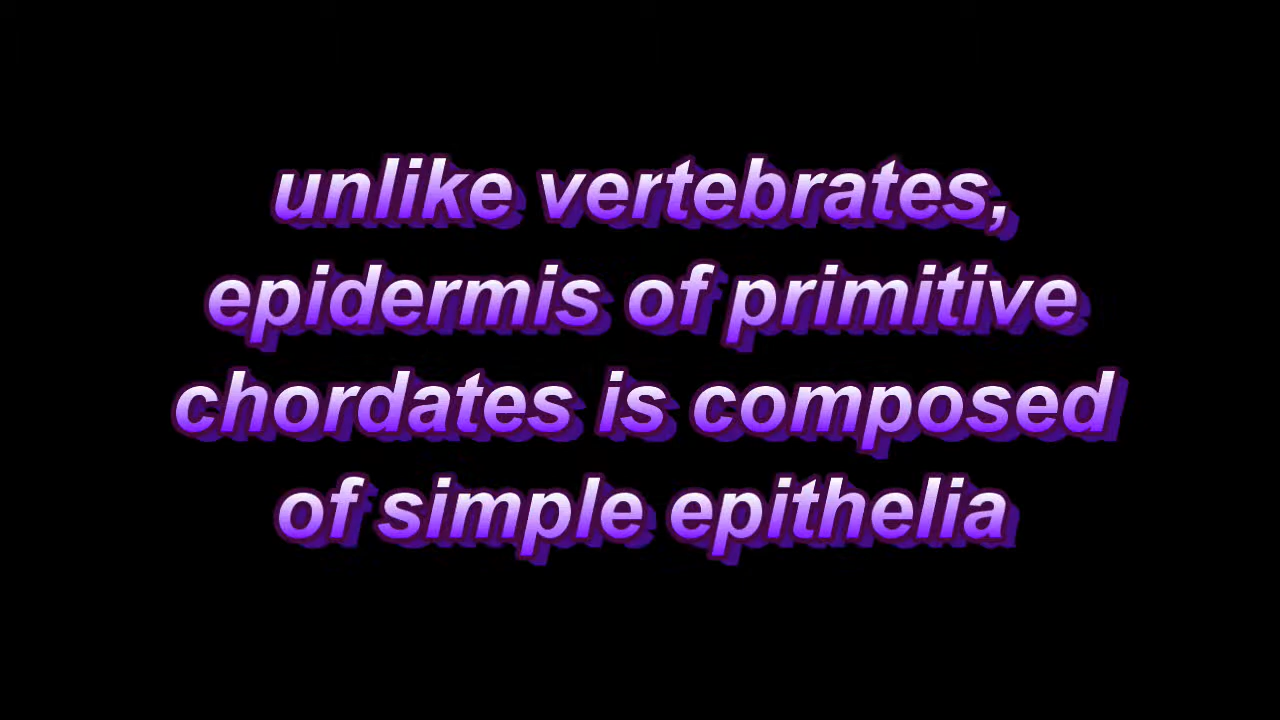 unlike vertebrates,
epidermis of primitive
chordates is composed
of simple epithelia